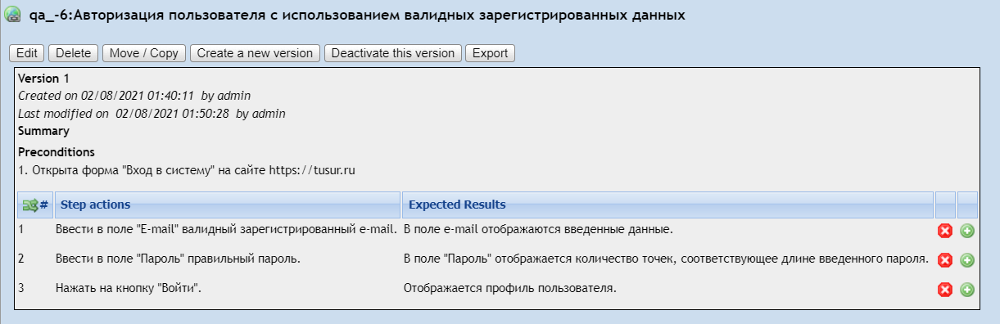 qa_-6:Авторизация пользователя с использованием валидных зарегистрированных данных
Edit Delete Move / Copy Create a new version Deactivate this version Export
Version 1
Created on 02/08/2021 01:40:11 by admin
Last modified on 02/08/2021 01:50:28 by admin
Summary
Preconditions
1. Открыта форма "Вход в систему" на сайте https://tusur.ru
# Step actions Expected Results
1 Ввести в поле "E-mail" валидный зарегистрированный e-mail. В поле e-mail отображаются введенные данные.
2 Ввести в поле "Пароль" правильный пароль. В поле "Пароль" отображается количество точек, соответствующее длине введенного пароля.
3 Нажать на кнопку "Войти". Отображается профиль пользователя.